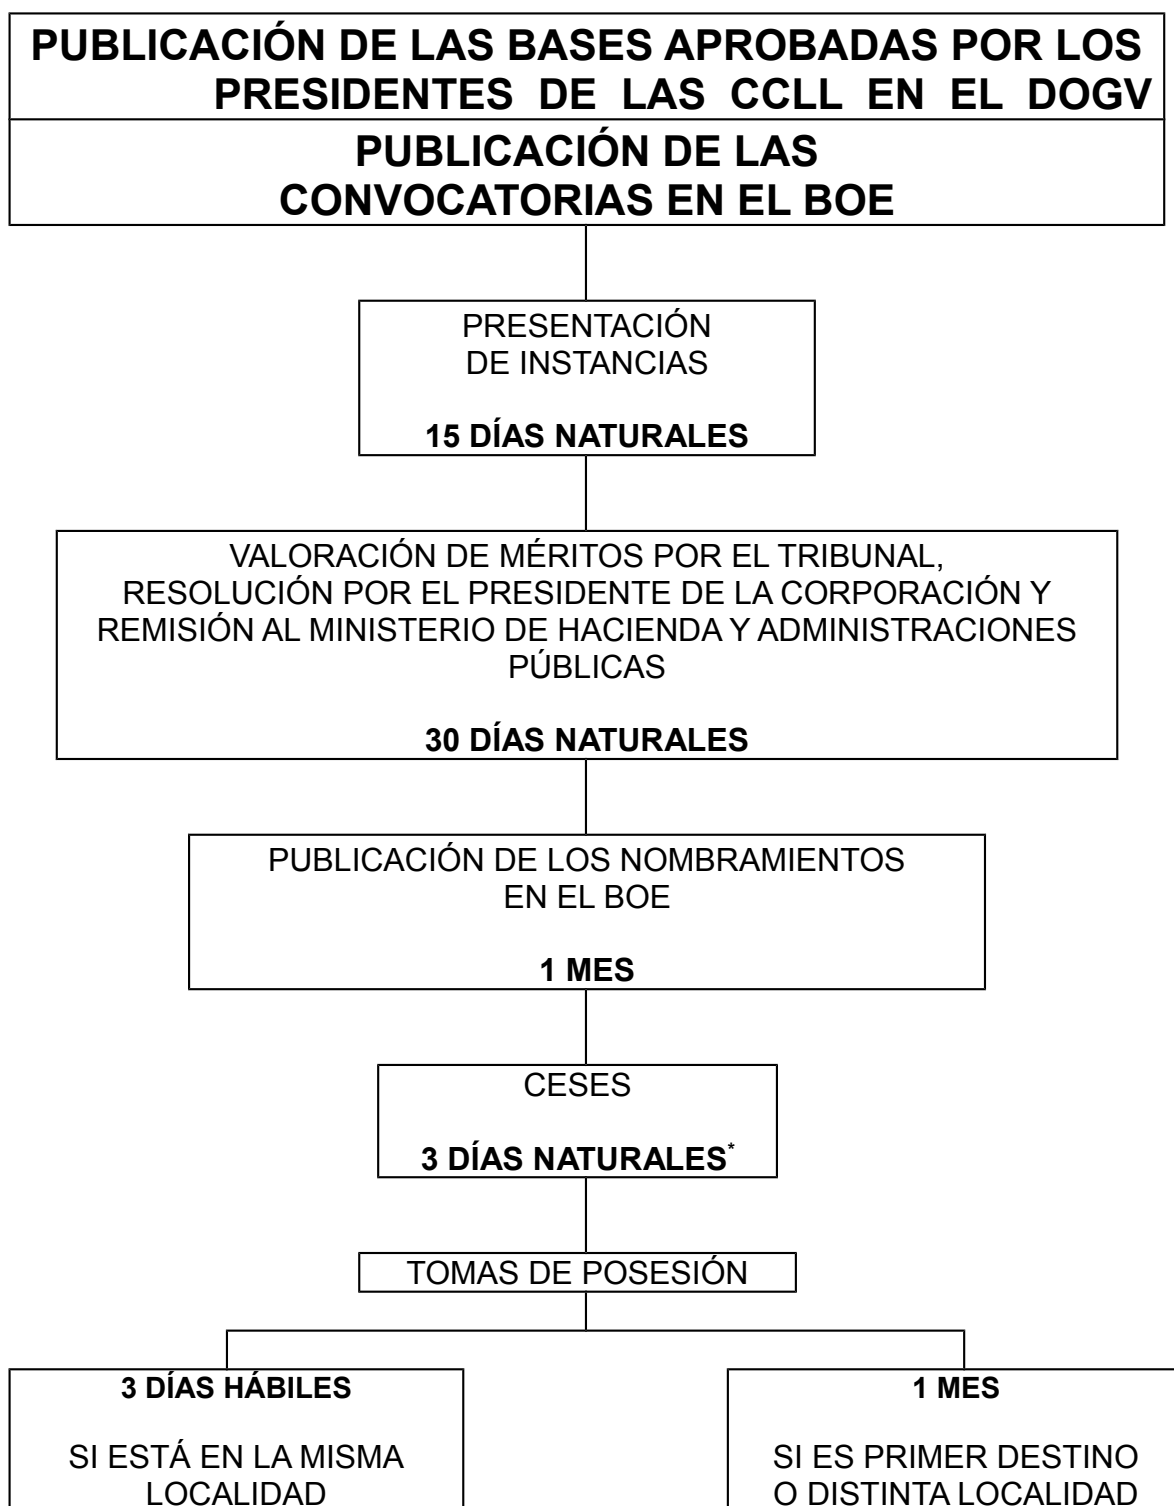 PUBLICACIÓN DE LAS BASES APROBADAS POR LOS
PRESIDENTES DE LAS CCLL EN EL DOGV
PUBLICACIÓN DE LAS
CONVOCATORIAS EN EL BOE
PRESENTACIÓN
DE INSTANCIAS
15 DÍAS NATURALES
VALORACIÓN DE MÉRITOS POR EL TRIBUNAL,
RESOLUCIÓN POR EL PRESIDENTE DE LA CORPORACIÓN Y
REMISIÓN AL MINISTERIO DE HACIENDA Y ADMINISTRACIONES
PÚBLICAS
30 DÍAS NATURALES
PUBLICACIÓN DE LOS NOMBRAMIENTOS
EN EL BOE
1 MES
CESES
3 DÍAS NATURALES*
TOMAS DE POSESIÓN
3 DÍAS HÁBILES
SI ESTÁ EN LA MISMA
LOCALIDAD
1 MES
SI ES PRIMER DESTINO
O DISTINTA LOCALIDAD